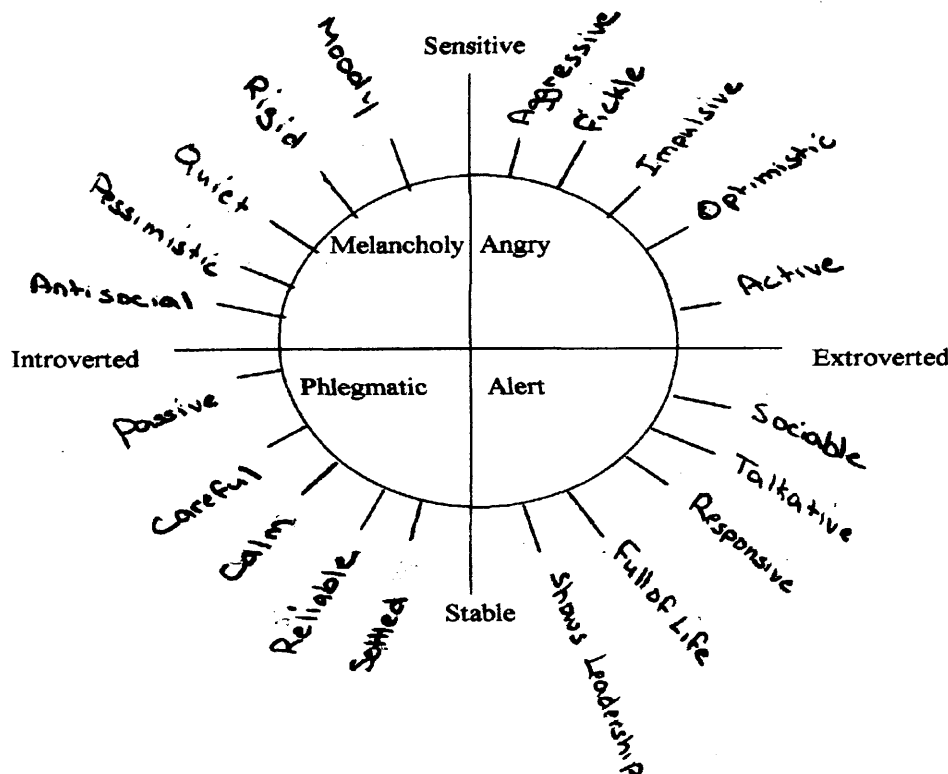 Sensitive
Moody
Rigid
Quiet
Pessimistic
Antisocial
Aggressive
fickle
Impulsive
Optimistic
Active
Melancholy
Angry
Introverted
Extroverted
Phlegmatic
Alert
Passive
Careful
Calm
Reliable
Settled
Sociable
Talkative
Responsive
Full of Life
Shows Leadership
Stable